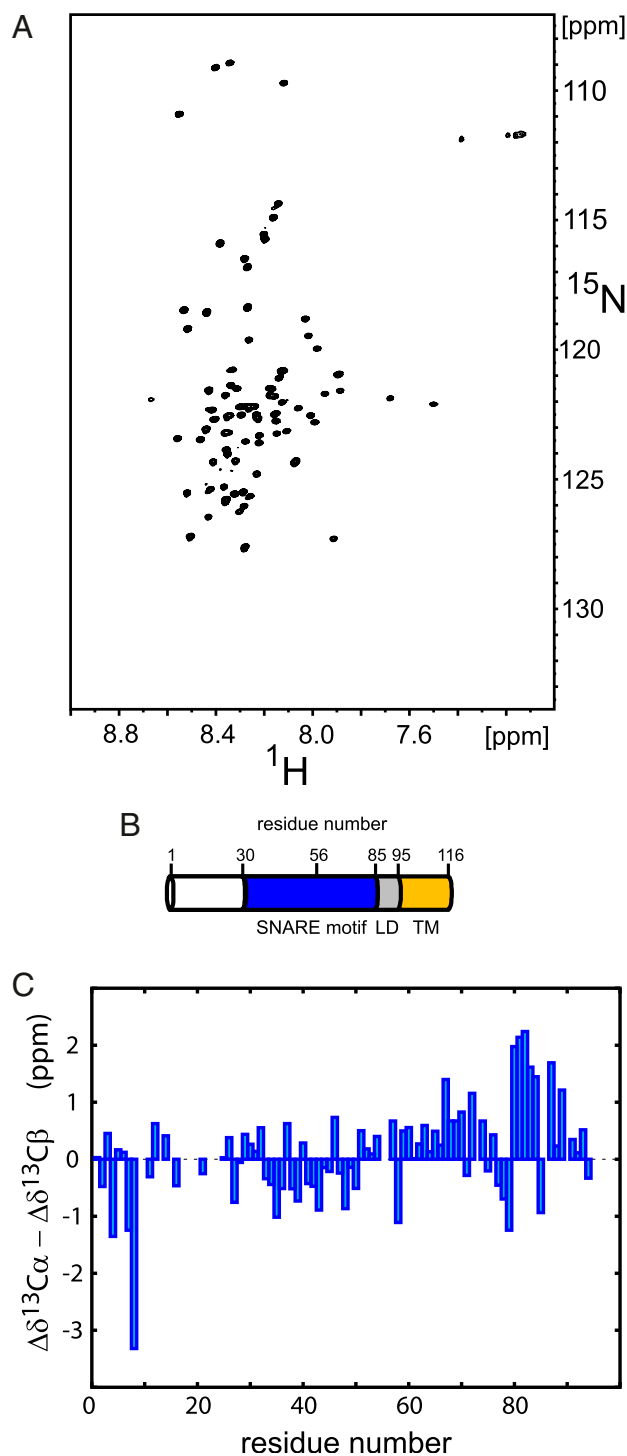 A
[ppm]
110
115
15N
120
125
130
8.8 8.4 8.0 7.6 [ppm]
1H
B
residue number
1 30 56 85 95 116
SNARE motif LD TM
C
Δδ13Cα – Δδ13Cβ (ppm)
2
1
0
-1
-2
-3
0 20 40 60 80
residue number